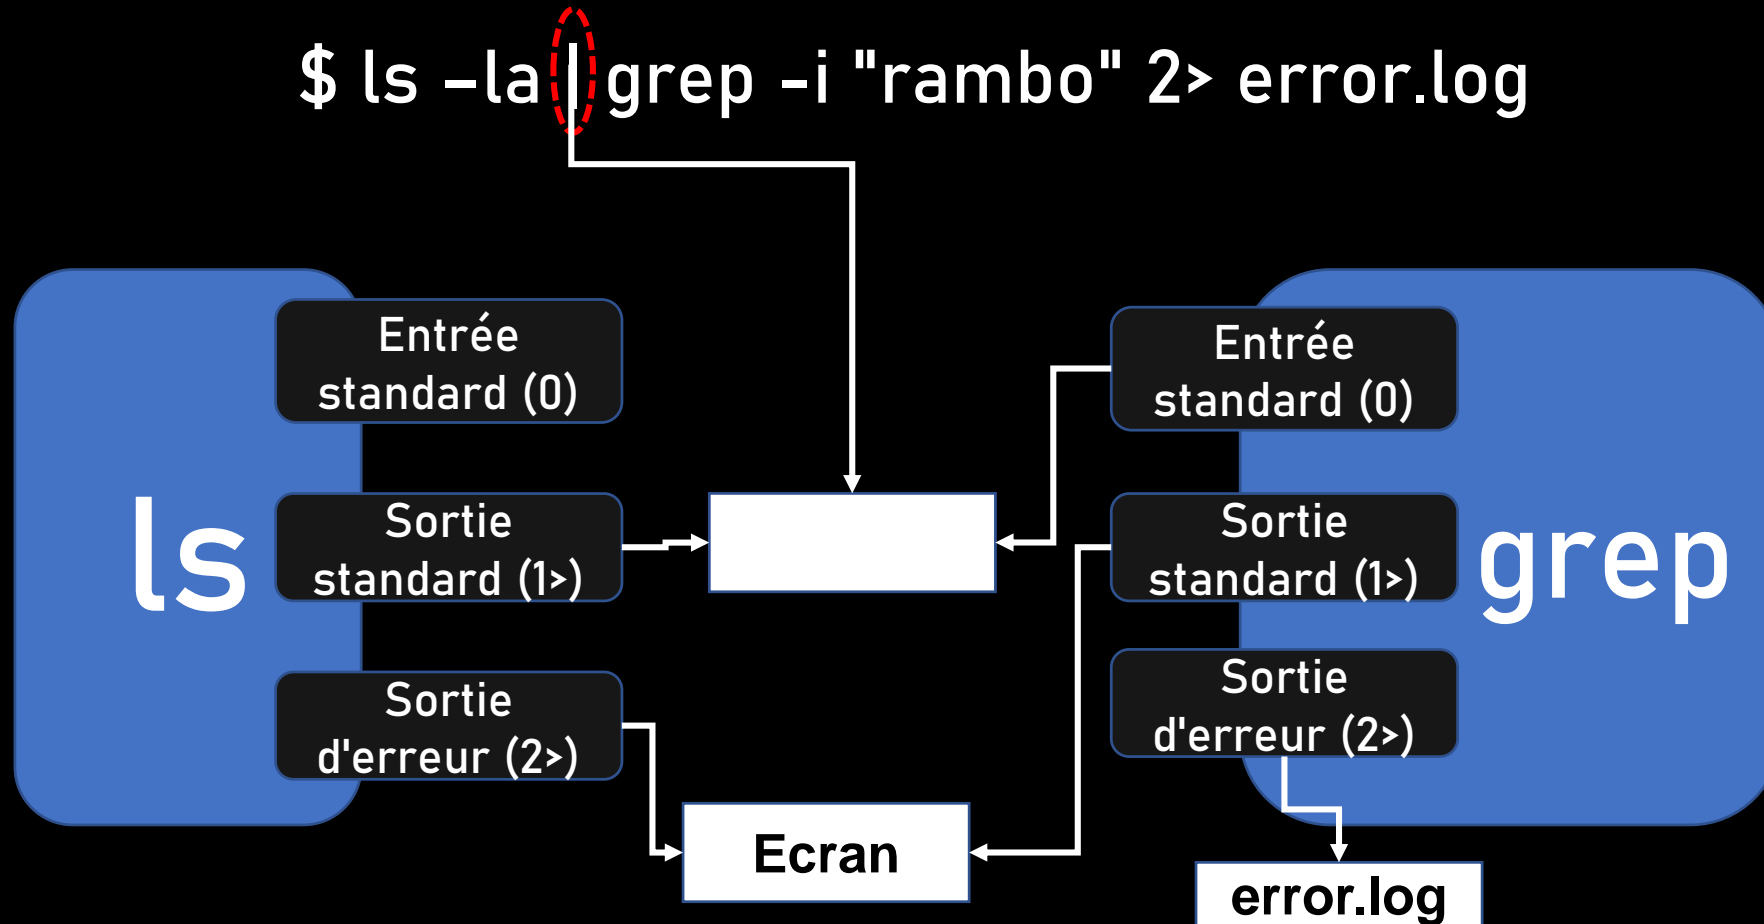 $ ls –la | grep -i "rambo" 2> error.log
ls
Entrée
standard (0)
Sortie
standard (1>)
Sortie
d'erreur (2>)
Ecran
Entrée
standard (0)
Sortie
standard (1>)
Sortie
d'erreur (2>)
grep
error.log